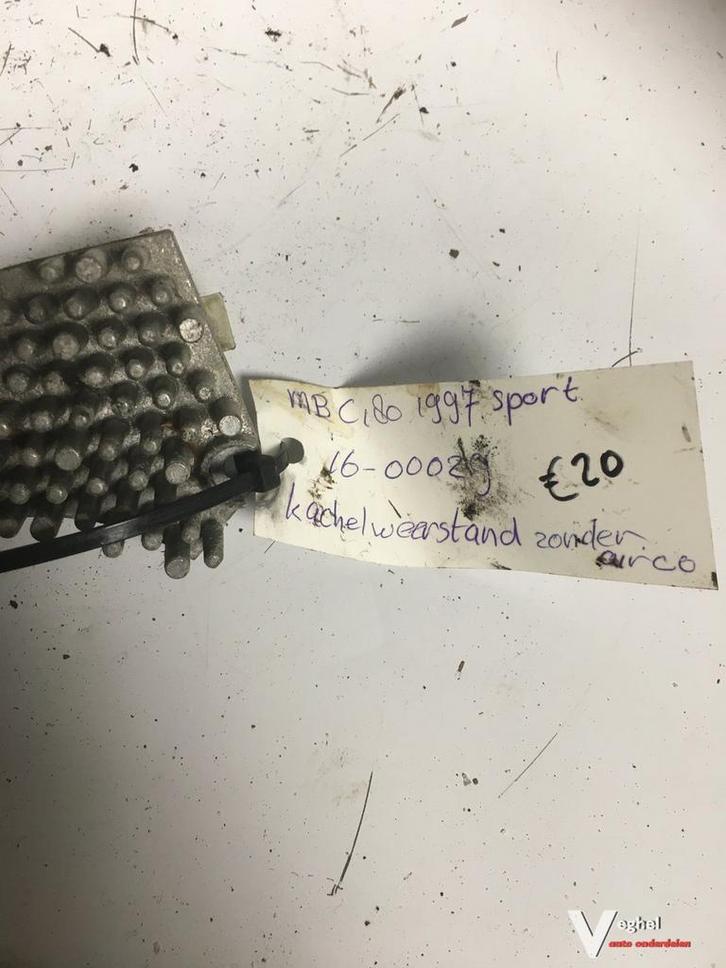 MB C180 1997 sport
16-00029
€20
kachelweerstand zonder
airco
Veghel
auto onderdelen